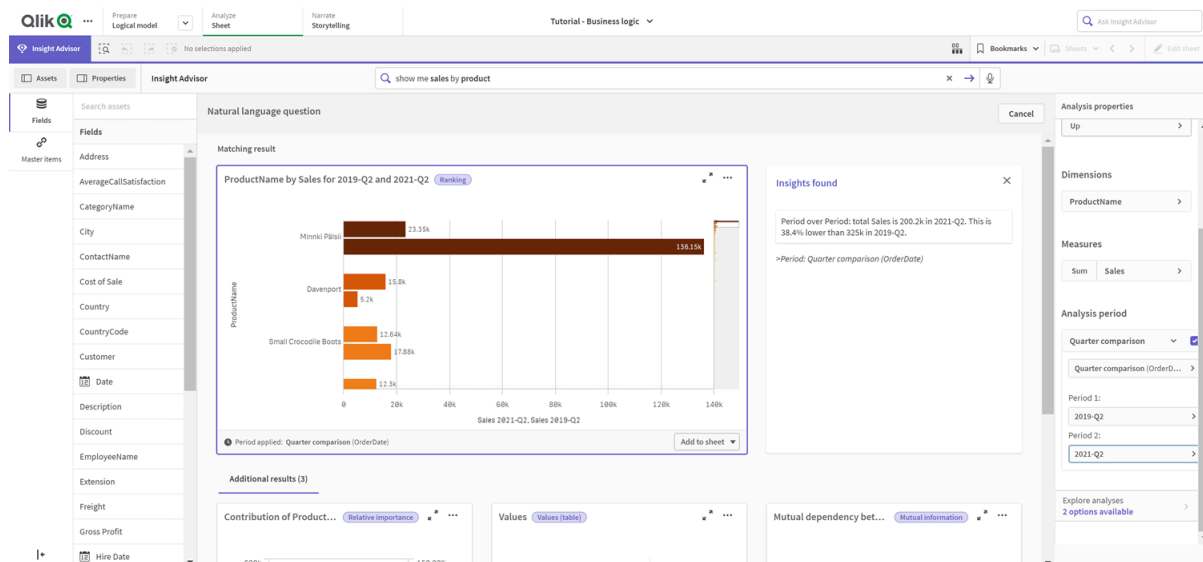 Qlik
Prepare
Logical model
Analyze
Sheet
Narrate
Storytelling
Tutorial - Business logic
Ask Insight Advisor
Insight Advisor
No selections applied
Bookmarks
Sheets
Edit sheet
Assets
Properties
Insight Advisor
show me sales by product
Fields
Master items
Search assets
Fields
Address
AverageCallSatisfaction
CategoryName
City
ContactName
Cost of Sale
Country
CountryCode
Customer
Date
Description
Discount
EmployeeName
Extension
Freight
Gross Profit
Hire Date
Natural language question
Cancel
Matching result
ProductName by Sales for 2019-Q2 and 2021-Q2 Ranking
ProductName
Minnki Pälsii
23.35k
136.15k
Davenport
15.8k
5.2k
Small Crocodile Boots
12.64k
17.88k
12.3k
0 20k 40k 60k 80k 100k 120k 140k
Sales 2021-Q2, Sales 2019-Q2
Period applied: Quarter comparison (OrderDate)
Add to sheet
Insights found
Period over Period: total Sales is 200.2k in 2021-Q2. This is
38.4% lower than 325k in 2019-Q2.
>Period: Quarter comparison (OrderDate)
Additional results (3)
Contribution of Product... Relative importance
Values Values (table)
Mutual dependency bet... Mutual information
Analysis properties
Up
Dimensions
ProductName
Measures
Sum Sales
Analysis period
Quarter comparison
Quarter comparison (OrderD...
Period 1:
2019-Q2
Period 2:
2021-Q2
Explore analyses
2 options available